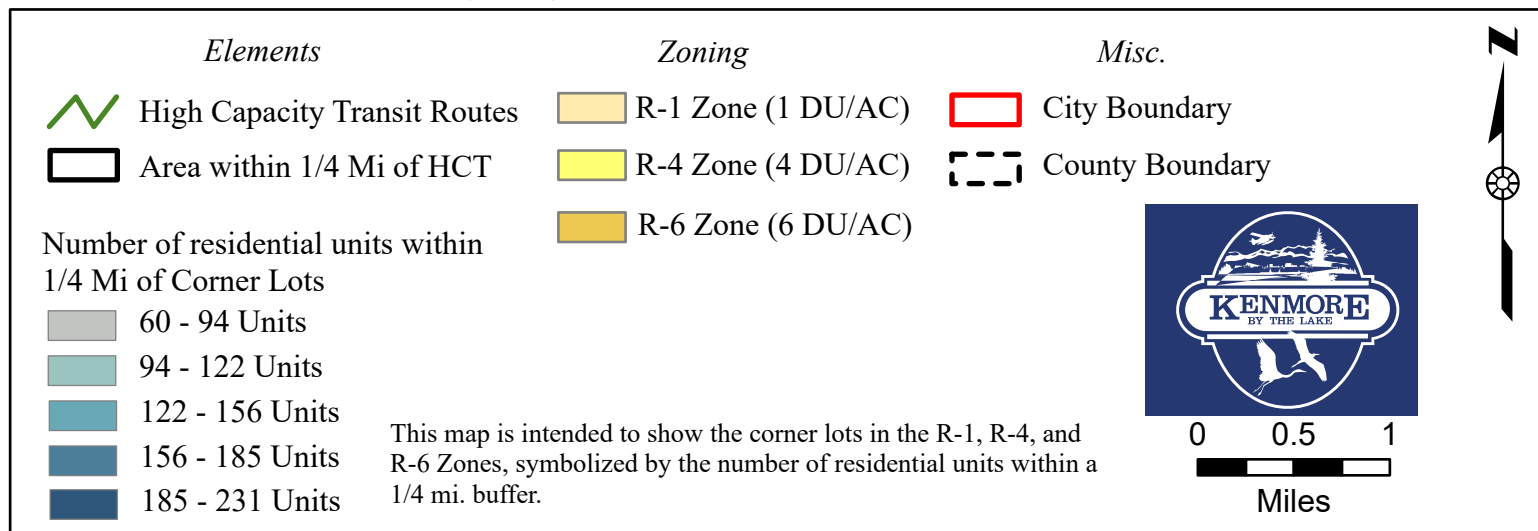 Elements
High Capacity Transit Routes
Area within 1/4 Mi of HCT
Number of residential units within
1/4 Mi of Corner Lots
60 - 94 Units
94 - 122 Units
122 - 156 Units
156 - 185 Units
185 - 231 Units
Zoning
R-1 Zone (1 DU/AC)
R-4 Zone (4 DU/AC)
R-6 Zone (6 DU/AC)
This map is intended to show the corner lots in the R-1, R-4, and
R-6 Zones, symbolized by the number of residential units within a
1/4 mi. buffer.
Misc.
City Boundary
County Boundary
KENMORE
BY THE LAKE
0 0.5 1
Miles
N